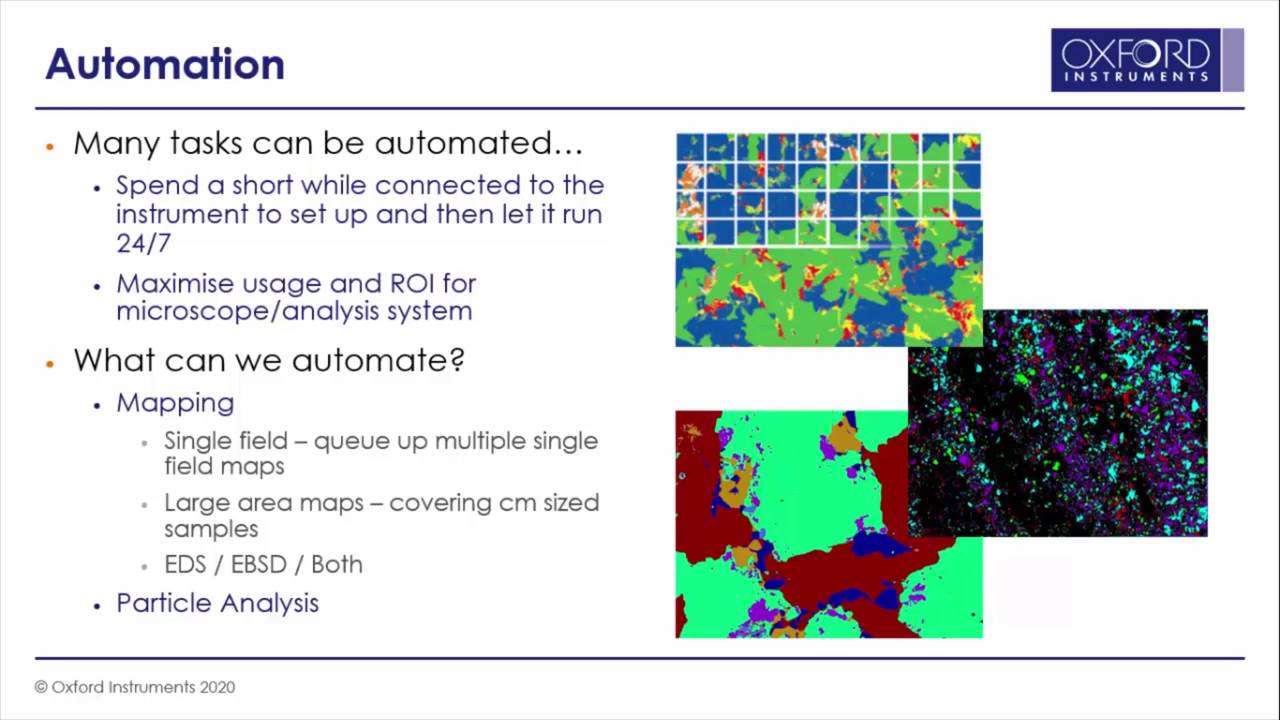 Automation
OXFORD
INSTRUMENTS
• Many tasks can be automated...
• Spend a short while connected to the
instrument to set up and then let it run
24/7
• Maximise usage and ROI for
microscope/analysis system
• What can we automate?
• Mapping
• Single field – queue up multiple single
field maps
• Large area maps – covering cm sized
samples
• EDS / EBSD / Both
• Particle Analysis
© Oxford Instruments 2020